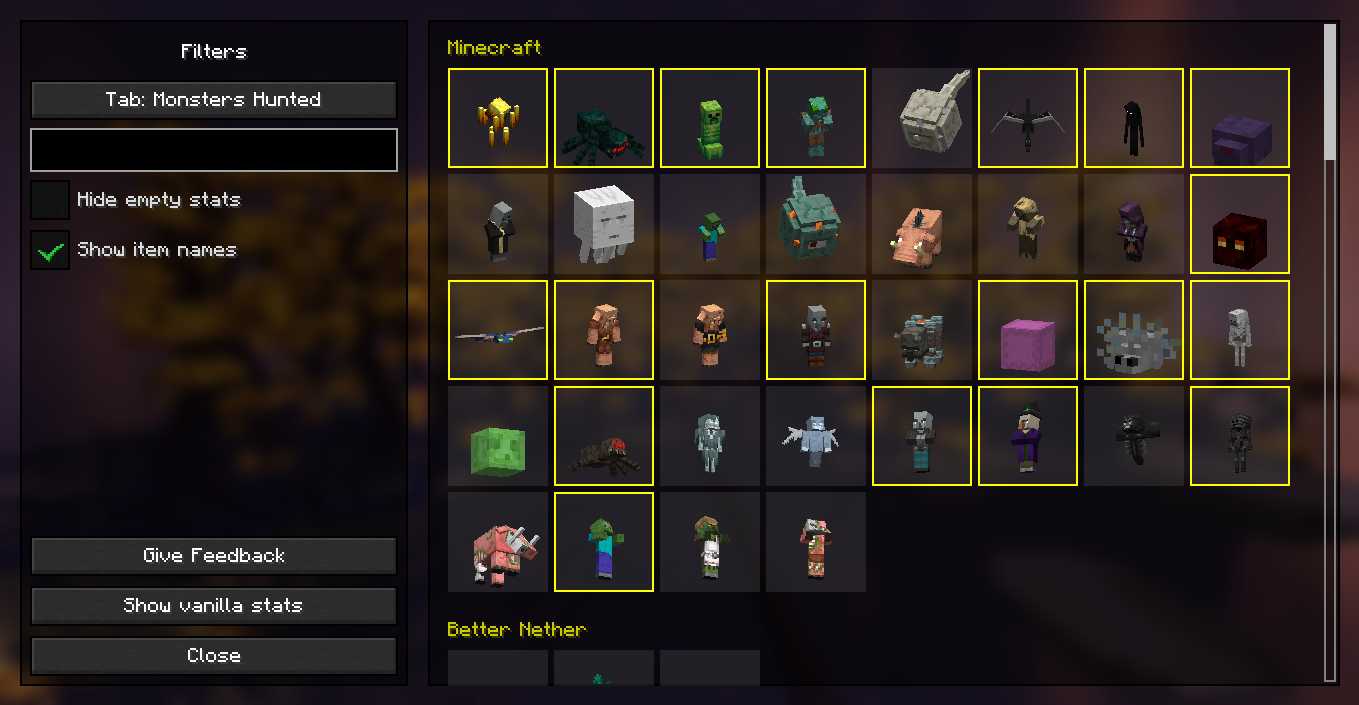 Filters
Tab: Monsters Hunted
Hide empty stats
Show item names
Give Feedback
Show vanilla stats
Close
Minecraft
Better Nether